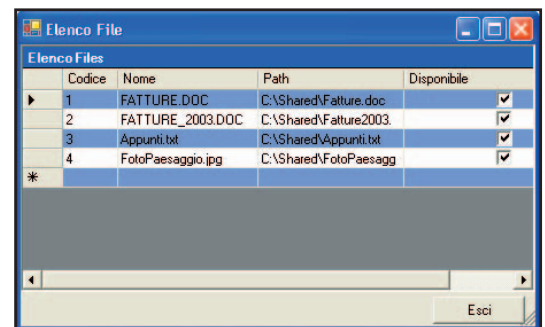 Elenco File
Elenco Files
Codice Nome Path Disponibile
1 FATTURE.DOC C:\Shared\Fatture.doc
2 FATTURE_2003.DOC C:\Shared\Fatture2003.
3 Appunti.txt C:\Shared\Appunti.txt
4 FotoPaesaggio.jpg C:\Shared\FotoPaesagg
Esci